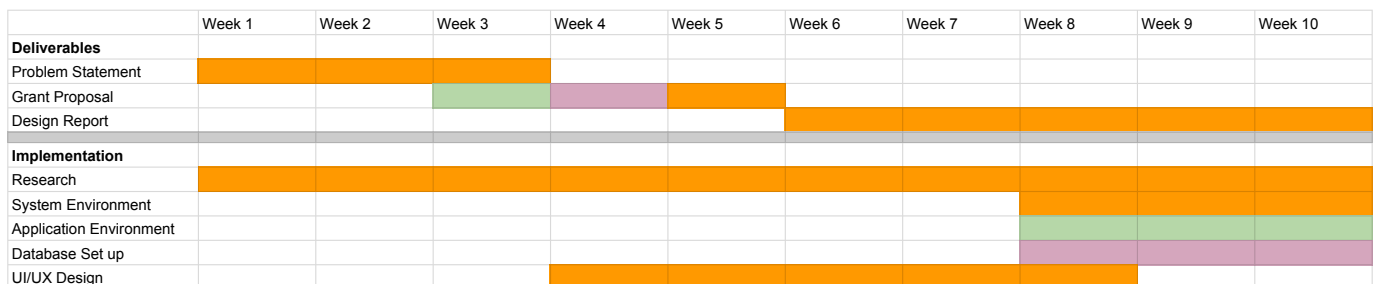 Week 1 Week 2 Week 3 Week 4 Week 5 Week 6 Week 7 Week 8 Week 9 Week 10
Deliverables
Problem Statement
Grant Proposal
Design Report
Implementation
Research
System Environment
Application Environment
Database Set up
UI/UX Design